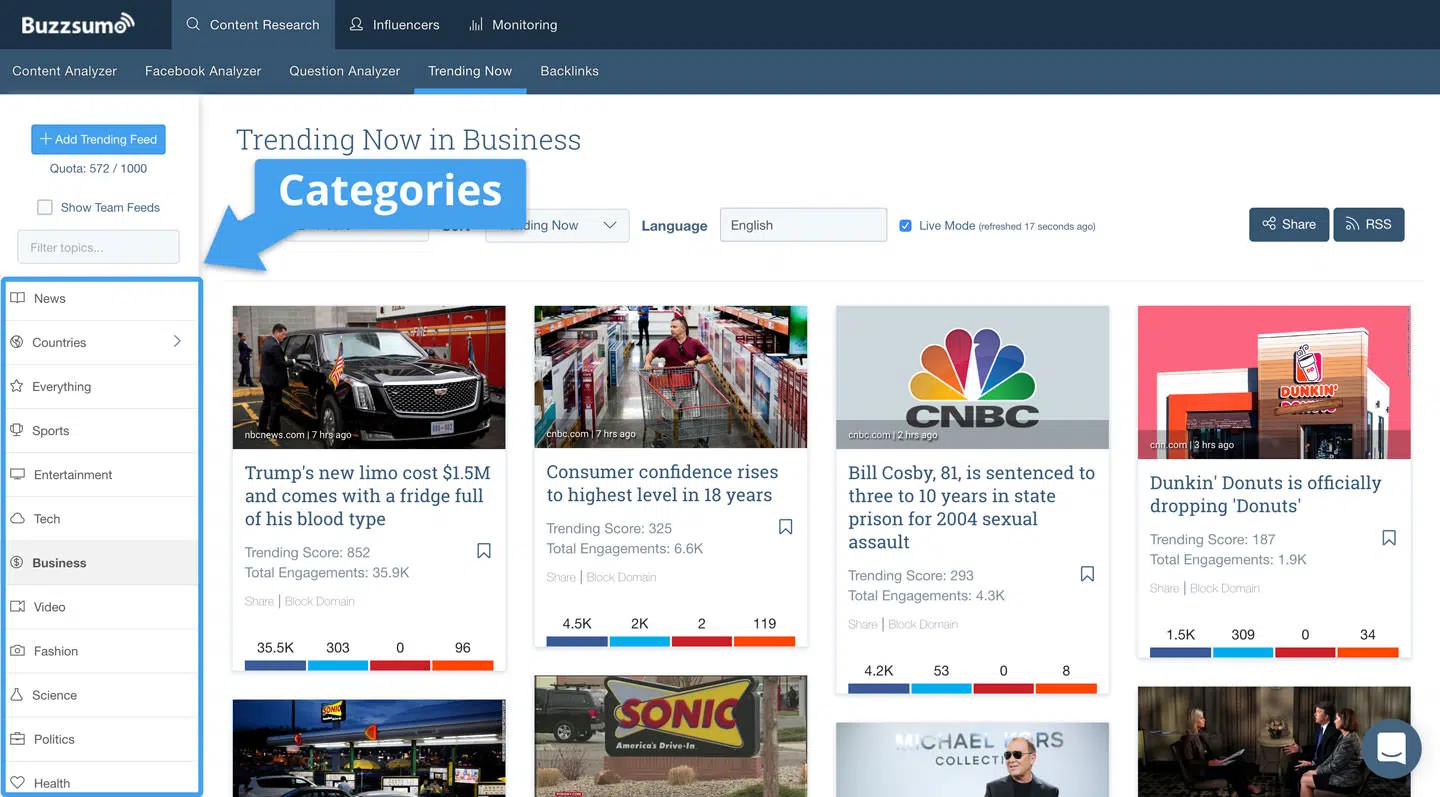 Buzzsumo
Content Research
Influencers
Monitoring
Content Analyzer
Facebook Analyzer
Question Analyzer
Trending Now
Backlinks
+ Add Trending Feed
Quota: 572 / 1000
Show Team Feeds
Filter topics...
News
Countries
Everything
Sports
Entertainment
Tech
Business
Video
Fashion
Science
Politics
Health
Trending Now in Business
Categories
Now
Language
English
Live Mode (refreshed 17 seconds ago)
Share
RSS
nbcnews.com | 7 hrs ago
Trump's new limo cost $1.5M
and comes with a fridge full
of his blood type
Trending Score: 852
Total Engagements: 35.9K
Share | Block Domain
35.5K 303 0 96
cnbc.com | 7 hrs ago
Consumer confidence rises
to highest level in 18 years
Trending Score: 325
Total Engagements: 6.6K
Share | Block Domain
4.5K 2K 2 119
CNBC
cnbc.com | 2 hrs ago
Bill Cosby, 81, is sentenced to
three to 10 years in state
prison for 2004 sexual
assault
Trending Score: 293
Total Engagements: 4.3K
Share | Block Domain
4.2K 53 0 8
DUNKIN'
cnn.com | 3 hrs ago
Dunkin' Donuts is officially
dropping 'Donuts'
Trending Score: 187
Total Engagements: 1.9K
Share | Block Domain
1.5K 309 0 34
SONIC
SONIC
America's Drive-In.
MICHAEL KORS